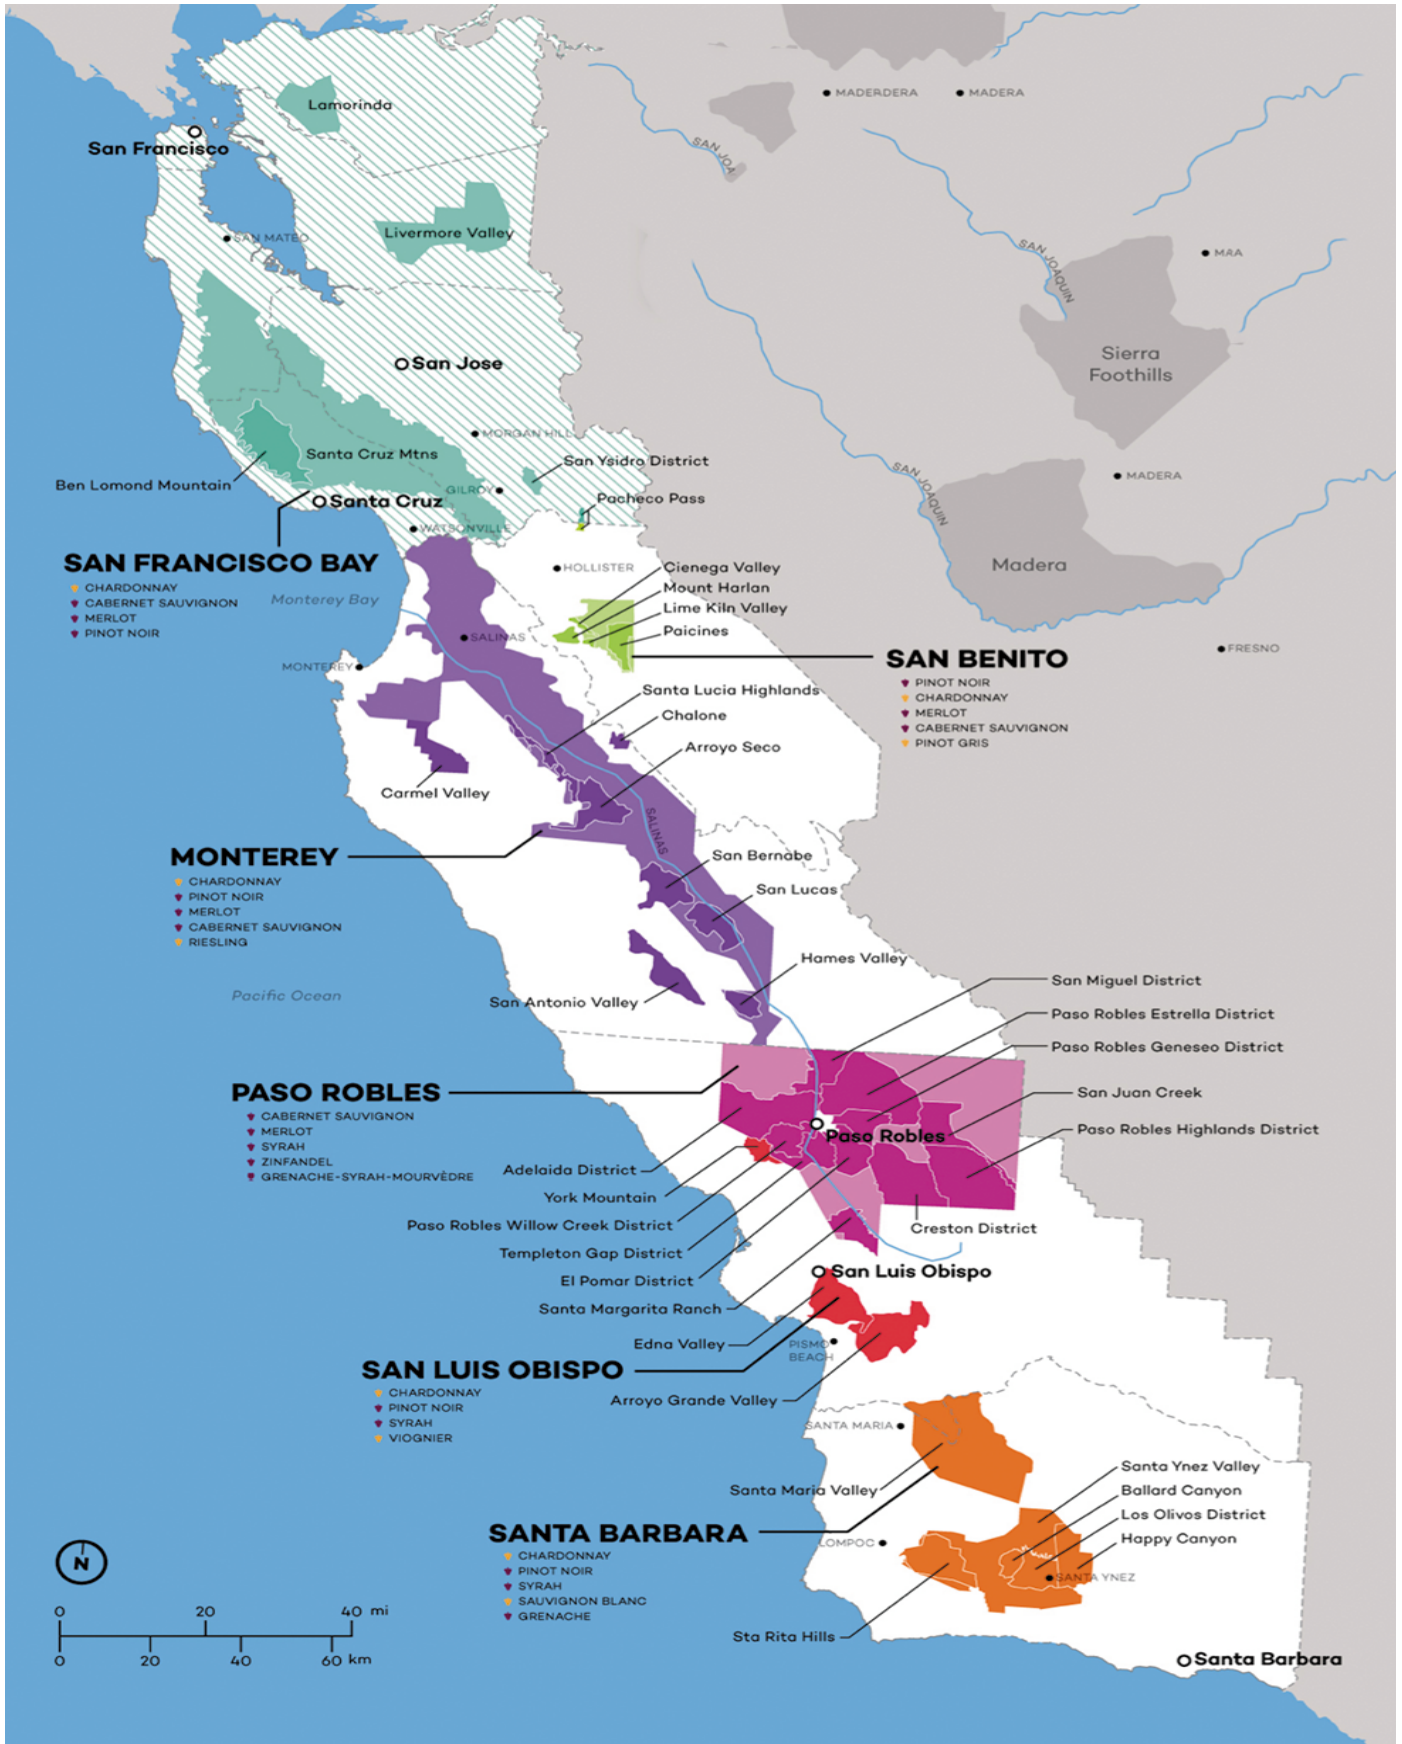 MADERDERA
MADERA
Lamorinda
San Francisco
SAN JOA
Livermore Valley
SAN MATEO
SAN JOAQUIN
MRA
Sierra
Foothills
San Jose
MORGAN HILL
Santa Cruz Mtns
San Ysidro District
Ben Lomond Mountain
GILROY
Santa Cruz
Pacheco Pass
WATSONVILLE
SAN JOAQUIN
MADERA
Madera
SAN FRANCISCO BAY
CHARDONNAY
CABERNET SAUVIGNON
MERLOT
PINOT NOIR
Monterey Bay
HOLLISTER
Cienega Valley
Mount Harlan
Lime Kiln Valley
Paicines
SALINAS
MONTEREY
FRESNO
SAN BENITO
PINOT NOIR
CHARDONNAY
MERLOT
CABERNET SAUVIGNON
PINOT GRIS
Santa Lucia Highlands
Chalone
Arroyo Seco
Carmel Valley
SALINAS
MONTEREY
CHARDONNAY
PINOT NOIR
MERLOT
CABERNET SAUVIGNON
RIESLING
San Bernabe
San Lucas
Hames Valley
San Antonio Valley
Pacific Ocean
San Miguel District
Paso Robles Estrella District
Paso Robles Geneseo District
San Juan Creek
Paso Robles Highlands District
PASO ROBLES
CABERNET SAUVIGNON
MERLOT
SYRAH
ZINFANDEL
GRENACHE-SYRAH-MOURVÈDRE
Paso Robles
Adelaida District
York Mountain
Paso Robles Willow Creek District
Templeton Gap District
El Pomar District
Santa Margarita Ranch
Creston District
San Luis Obispo
Edna Valley
PISMO
BEACH
SAN LUIS OBISPO
CHARDONNAY
PINOT NOIR
SYRAH
VIOGNIER
Arroyo Grande Valley
SANTA MARIA
Santa Maria Valley
Santa Ynez Valley
Ballard Canyon
Los Olivos District
Happy Canyon
SANTA BARBARA
CHARDONNAY
PINOT NOIR
SYRAH
SAUVIGNON BLANC
GRENACHE
LOMPOC
SANTA YNEZ
Sta Rita Hills
Santa Barbara
N
0 20 40 mi
0 20 40 60 km